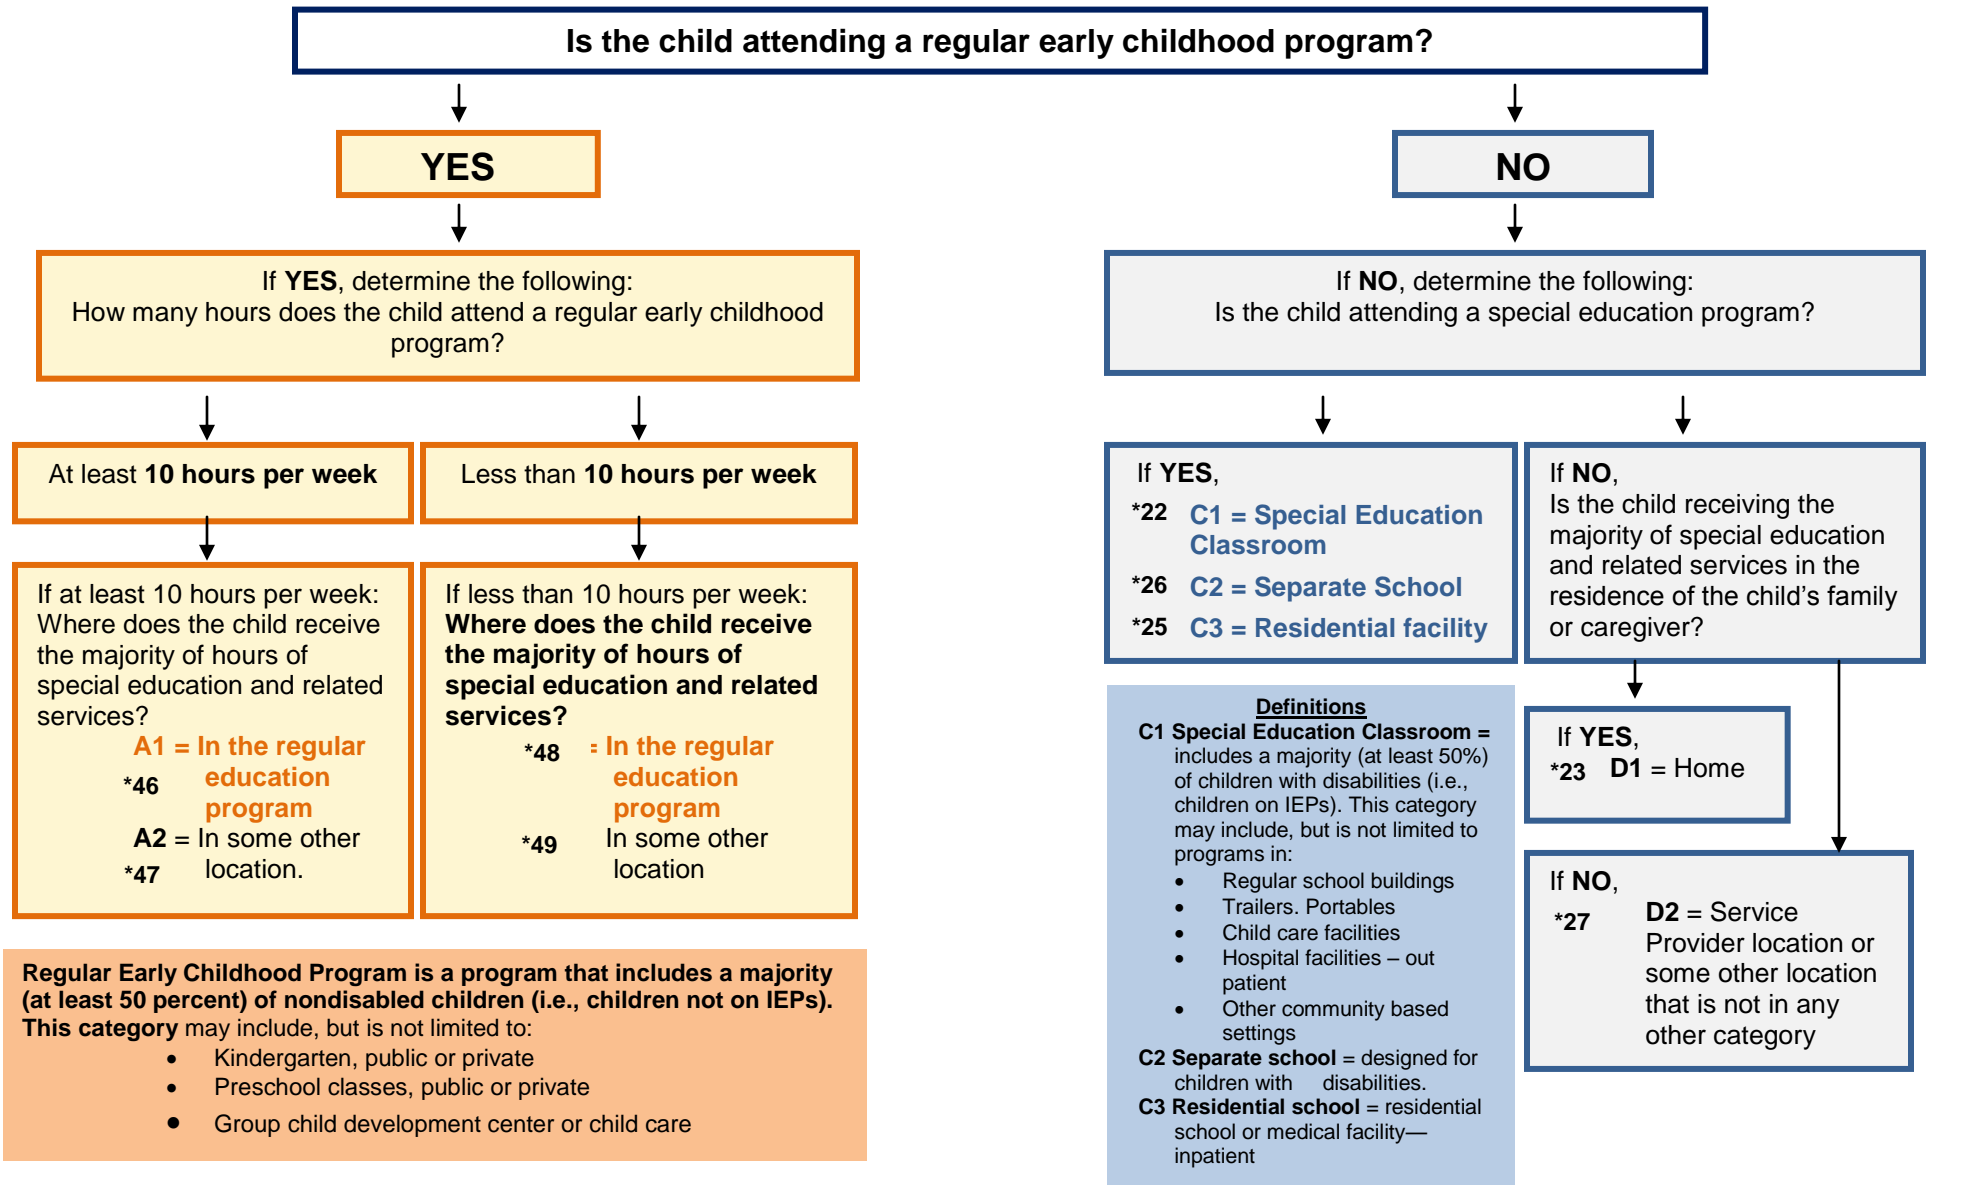 Is the child attending a regular early childhood program?
YES
If YES, determine the following:
How many hours does the child attend a regular early childhood
program?
At least 10 hours per week
Less than 10 hours per week
If at least 10 hours per week:
Where does the child receive
the majority of hours of
special education and related
services?
A1 = In the regular
*46 education
program
A2 = In some other
*47 location.
If less than 10 hours per week:
Where does the child receive
the majority of hours of
special education and related
services?
*48 = In the regular
education
program
*49 In some other
location
Regular Early Childhood Program is a program that includes a majority
(at least 50 percent) of nondisabled children (i.e., children not on IEPs).
This category may include, but is not limited to:
• Kindergarten, public or private
• Preschool classes, public or private
• Group child development center or child care
NO
If NO, determine the following:
Is the child attending a special education program?
If YES,
*22 C1 = Special Education
Classroom
*26 C2 = Separate School
*25 C3 = Residential facility
If NO,
Is the child receiving the
majority of special education
and related services in the
residence of the child’s family
or caregiver?
Definitions
C1 Special Education Classroom =
includes a majority (at least 50%)
of children with disabilities (i.e.,
children on IEPs). This category
may include, but is not limited to
programs in:
• Regular school buildings
• Trailers. Portables
• Child care facilities
• Hospital facilities – out
patient
• Other community based
settings
C2 Separate school = designed for
children with disabilities.
C3 Residential school = residential
school or medical facility—
inpatient
If YES,
*23 D1 = Home
If NO,
*27 D2 = Service
Provider location or
some other location
that is not in any
other category